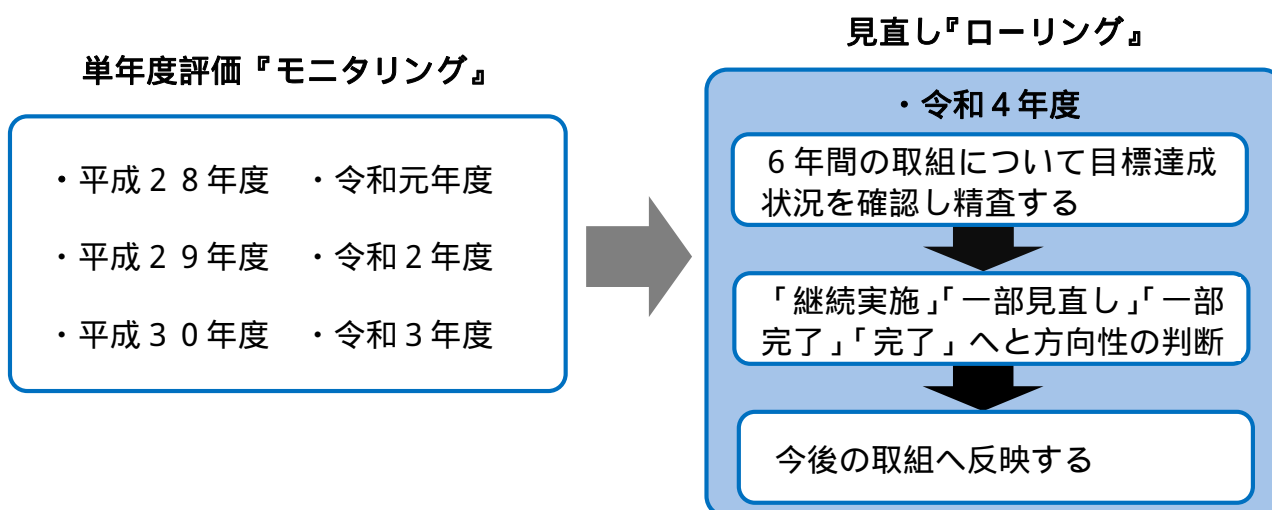 単年度評価『モニタリング』
・平成２８年度 ・令和元年度
・平成２９年度 ・令和２年度
・平成３０年度 ・令和３年度
見直し『ローリング』
・令和４年度
６年間の取組について目標達成
状況を確認し精査する
「継続実施」「一部見直し」「一部
完了」「完了」へと方向性の判断
今後の取組へ反映する